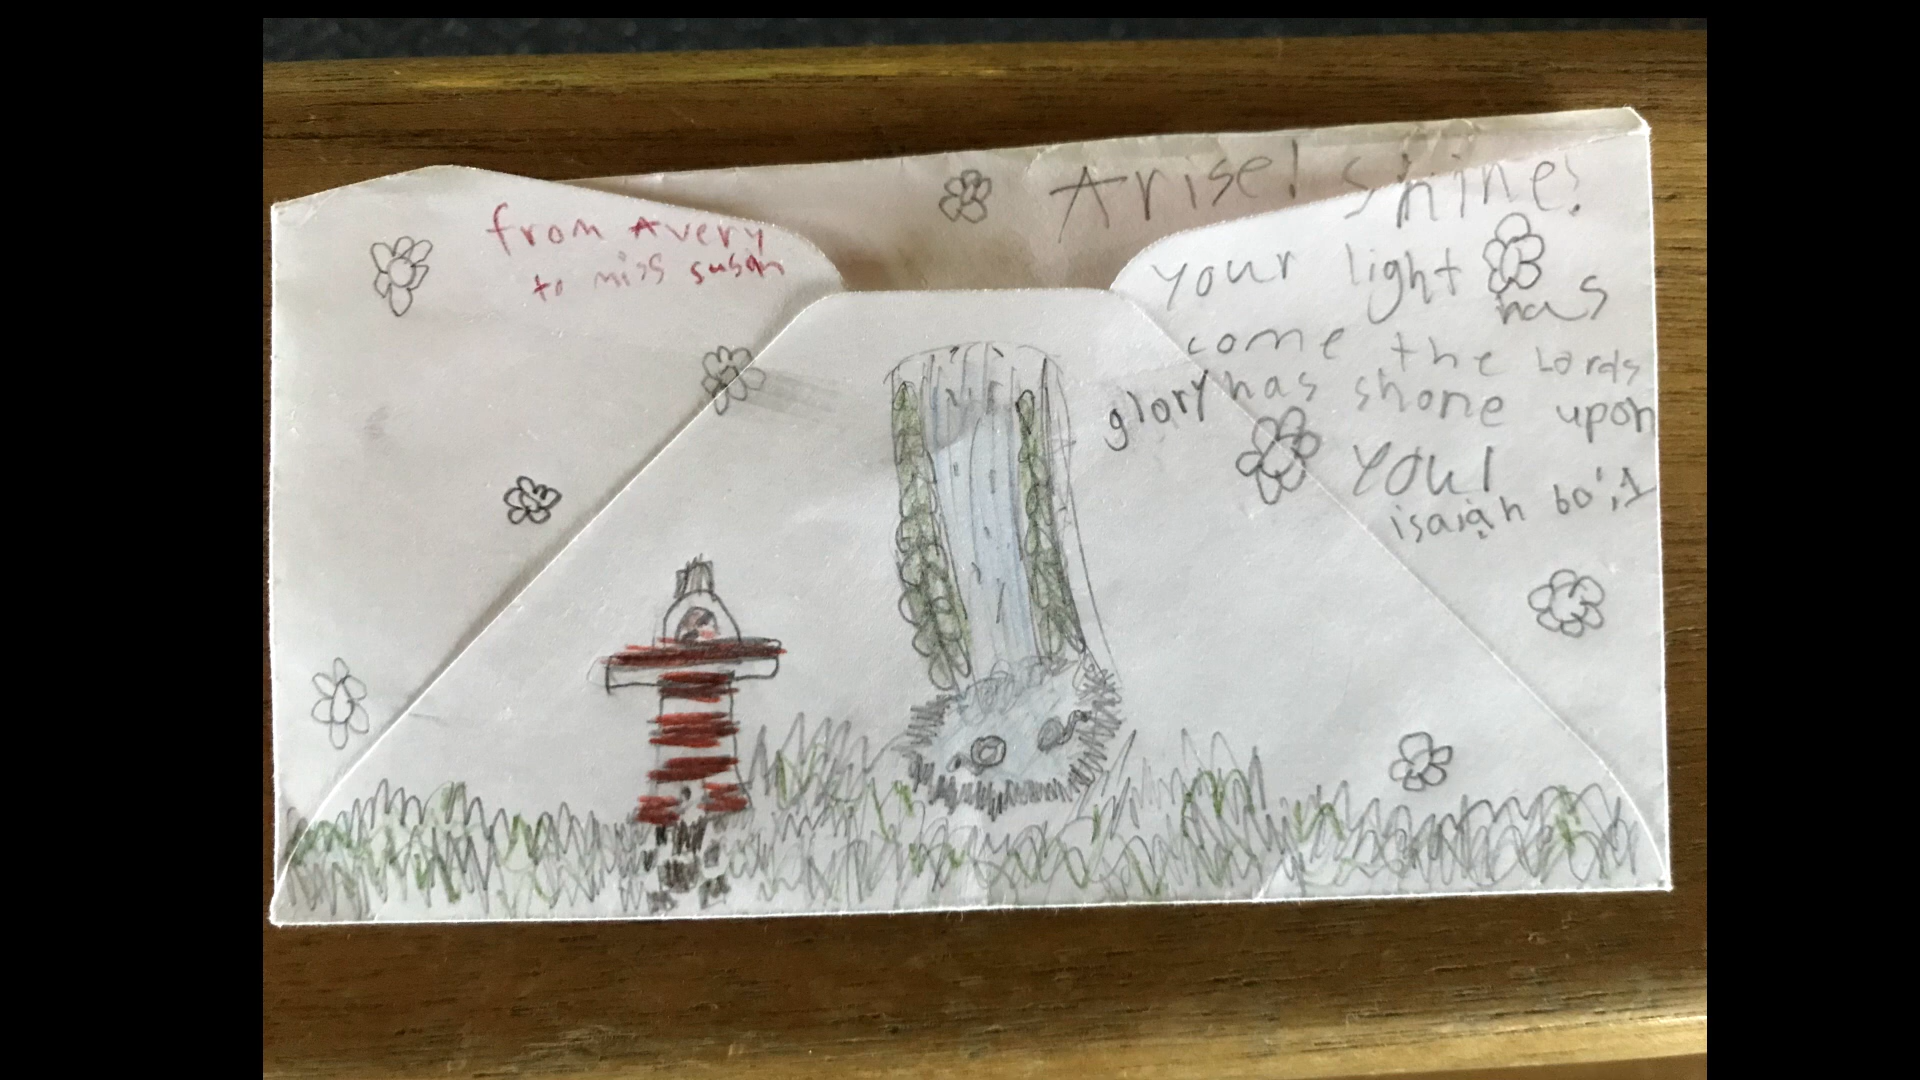 from Avery
to miss susan
Arise! shine!
your light
has
come the Lords
glory has shone upon
you!
isaiah 60:1